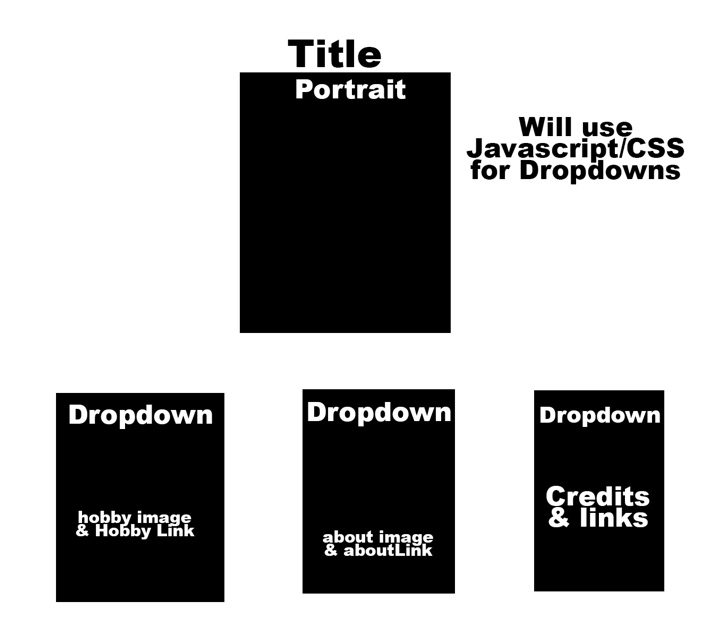 Title
Portrait
Will use
Javascript/CSS
for Dropdowns
Dropdown
hobby image
& Hobby Link
Dropdown
about image
& aboutLink
Dropdown
Credits
& links